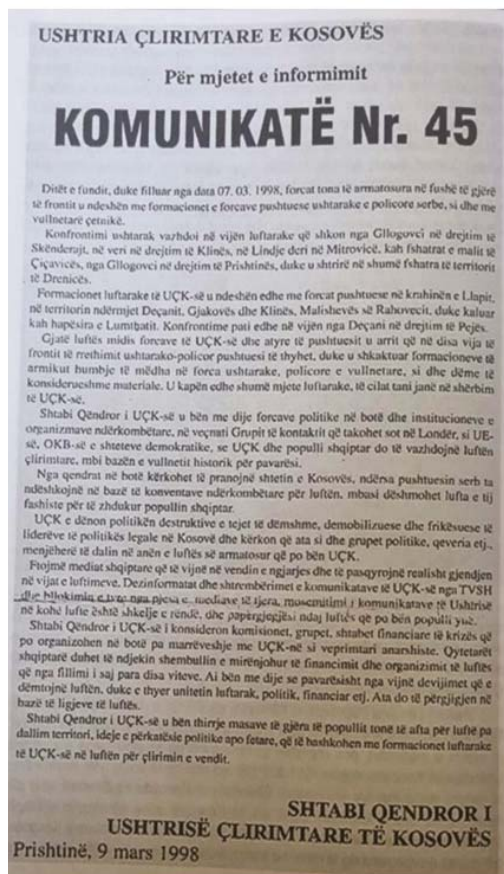 USHTRIA ÇLIRIMTARE E KOSOVËS
Për mjetet e informimit
KOMUNIKATË Nr. 45
Ditët e fundit, duke filluar nga data 07. 03. 1998, forcat tona të armatosura në fushë të gjërë
të frontit u ndeshën me formacionet e forcave pushtuese ushtarake e policore serbe, si dhe me
vullnetarë çetnikë.
Konfrontimi ushtarak vazhdoi në vijën luftarake që shkon nga Gllogovci në drejtim të
Skënderajt, në veri në drejtim të Klinës, në Lindje deri në Mitrovicë, kah fshatrat e malit të
Çiçavicës, nga Gllogovci në drejtim të Prishtinës, duke u shtrirë në shumë fshatra të territorit
të Drenicës.
Formacionet luftarake të UÇK-së u ndeshën edhe me forcat pushtuese në krahinën e Llapit,
në territorin ndërmjet Deçanit, Gjakovës dhe Klinës, Malishevës së Rahovecit, duke kaluar
kah hapësira e Lumbatit. Konfrontime pati edhe në vijën nga Deçani në drejtim të Pejës.
Gjatë luftës midis forcave të UÇK-së dhe atyre të pushtuesit u arrit që në disa vija të
frontit të rrethimit ushtarako-policor pushtuesi të thyhet, duke u shkaktuar formacioneve të
armikut humbje të mëdha në forca ushtarake, policore e vullnetare, si dhe dëme të
konsiderueshme materiale. U kapën edhe shumë mjete luftarake, të cilat tani janë në shërbim
të UÇK-së.
Shtabi Qëndror i UÇK-së u bën me dije forcave politike në botë dhe institucioneve e
organizmave ndërkombëtare, në veçnati Grupit të kontaktit që takohet sot në Londër, si UE-
së, OKB-së e shteteve demokratike, se UÇK dhe populli shqiptar do të vazhdojnë luftën
çlirimtare, mbi bazën e vullnetit historik për pavarësi.
Nga qendrat në botë kërkohet të pranojnë shtetin e Kosovës, ndërsa pushtuesin serb ta
ndëshkojnë në bazë të konventave ndërkombëtare për luftën, mbasi dëshmohet lufta e tij
fashiste për të zhdukur popullin shqiptar.
UÇK e dënon politikën destruktive e tejet të dëmshme, demobilizuese dhe frikësuese të
liderëve të politikës legale në Kosovë dhe kërkon që ata si dhe grupet politike, qeveria etj..
menjëherë të dalin në anën e luftës së armatosur që po bën UÇK.
Ftojmë mediat shqiptare që të vijnë në vendin e ngjarjes dhe të pasqyrojnë realisht gjendjen
në vijat e luftimeve. Dezinformatat dhe shtrembërimet e komunikatave të UÇK-së nga TVSH
dhe bllokimin e tyre nga pjesa e mediave të tjera, mosemitimi i komunikatave të Ushtrisë
në kohë lufte është shkelje e rëndë, dhe papërgjegjësi ndaj luftës që po bën populli ynë.
Shtabi Qëndror i UÇK-së i konsideron komisionet, grupet, shtabet financiare të krizës që
po organizohen në botë pa marrëveshje me UÇK-në si veprimtari anarshiste. Qytetarët
shqiptarë duhet të ndjekin shembullin e mirënjohur të financimit dhe organizimit të luftës
që nga fillimi i saj para disa viteve. Ai bën me dije se pavarësisht nga vijnë devijimet që e
dëmtojnë luftën, duke e thyer unitetin luftarak, politik, financiar etj. Ata do të përgjigjen në
bazë të ligjeve të luftës.
Shtabi Qendror i UÇK-së u bën thirrje masave të gjëra të popullit tonë të afta për luftë pa
dallim territori, ideje e përkatësie politike apo fetare, që të bashkohen me formacionet luftarake
të UÇK-së në luftën për çlirimin e vendit.
SHTABI QENDROR I
USHTRISË ÇLIRIMTARE TË KOSOVËS
Prishtinë, 9 mars 1998